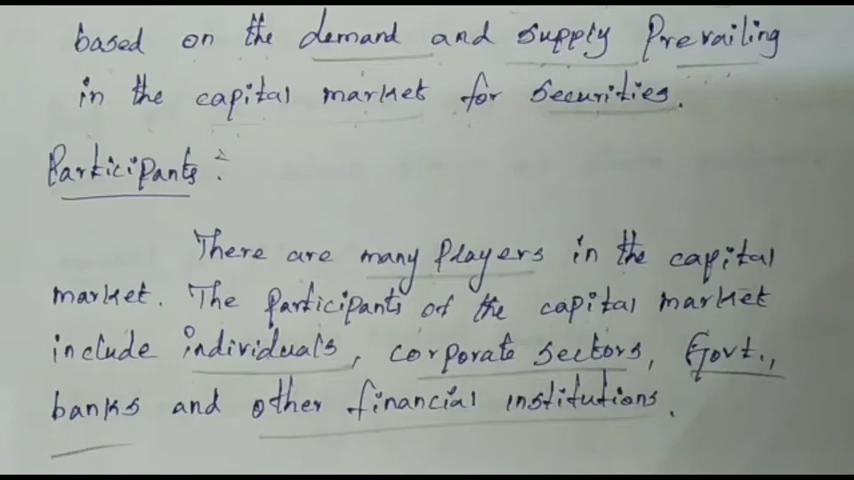 based on the demand and supply Prevailing
in the capital market for securities.
Participants :-
There are many Players in the capital
market. The participants of the capital market
include individuals, corporate sectors, Govt.,
banks and other financial institutions.